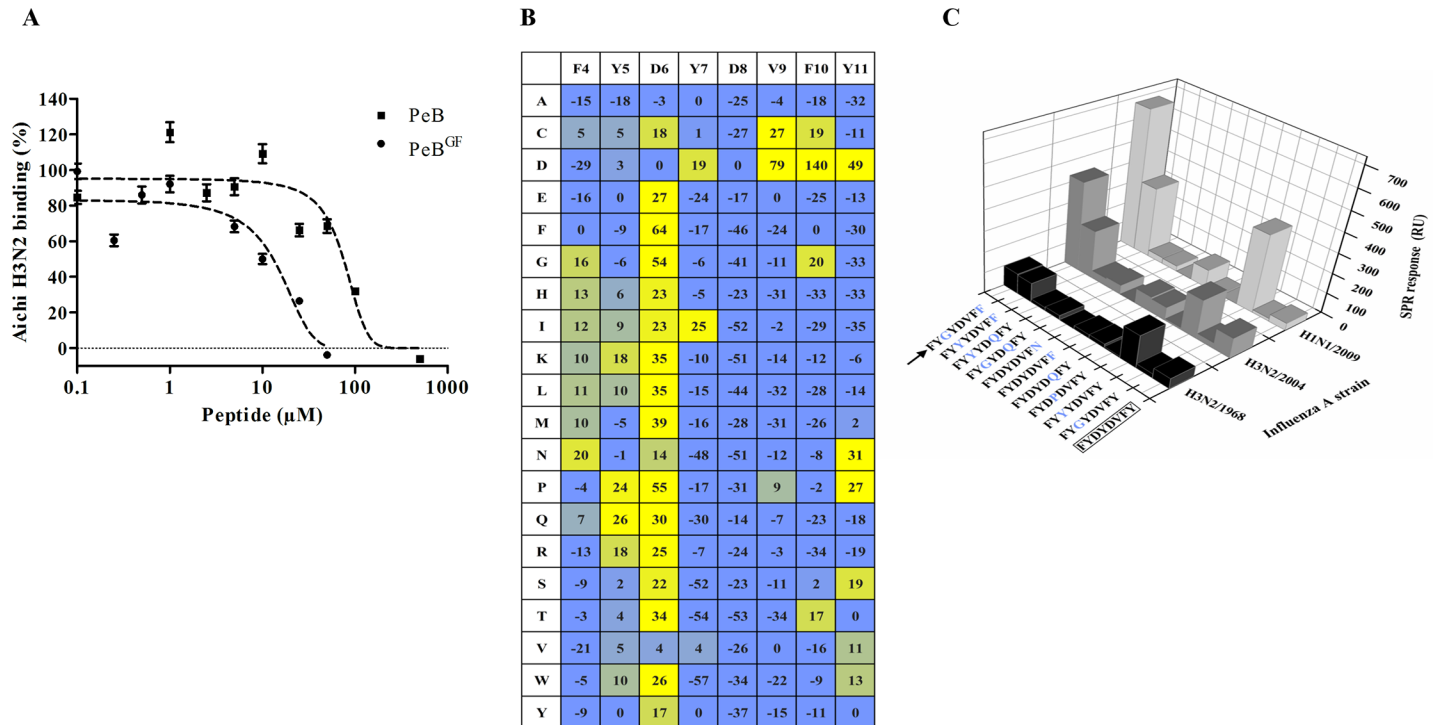 A
140
120
100
80
60
40
20
0
0.1 1 10 100 1000
Aichi H3N2 binding (%)
Peptide (μM)
PeB
PeB^GF
B
F4 Y5 D6 Y7 D8 V9 F10 Y11
A -15 -18 -3 0 -25 -4 -18 -32
C 5 5 18 1 -27 27 19 -11
D -29 3 0 19 0 79 140 49
E -16 0 27 -24 -17 0 -25 -13
F 0 -9 64 -17 -46 -24 0 -30
G 16 -6 54 -6 -41 -11 20 -33
H 13 6 23 -5 -23 -31 -33 -33
I 12 9 23 25 -52 -2 -29 -35
K 10 18 35 -10 -51 -14 -12 -6
L 11 10 35 -15 -44 -32 -28 -14
M 10 -5 39 -16 -28 -31 -26 2
N 20 -1 14 -48 -51 -12 -8 31
P -4 24 55 -17 -31 9 -2 27
Q 7 26 30 -30 -14 -7 -23 -18
R -13 18 25 -7 -24 -3 -34 -19
S -9 2 22 -52 -23 -11 2 19
T -3 4 34 -54 -53 -34 17 0
V -21 5 4 4 -26 0 -16 11
W -5 10 26 -57 -34 -22 -9 13
Y -9 0 17 0 -37 -15 -11 0
C
700
600
500
400
300
200
100
0
SPR response (RU)
H1N1/2009
H3N2/2004
H3N2/1968
Influenza A strain
FYGYDVFF
FYYYDVFF
FYYYDQFY
FYGYDQFY
FYDYDVFN
FYDYDVFF
FYDYDQFY
FYDPDVFY
FYYYDVFY
FYGYDVFY
FYDYDVFY